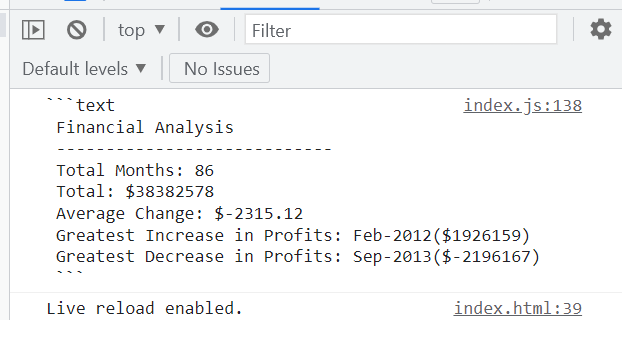 top ▼ Filter
Default levels ▼ No Issues
```text index.js:138
Financial Analysis
----------------------------
Total Months: 86
Total: $38382578
Average Change: $-2315.12
Greatest Increase in Profits: Feb-2012($1926159)
Greatest Decrease in Profits: Sep-2013($-2196167)
```
Live reload enabled. index.html:39